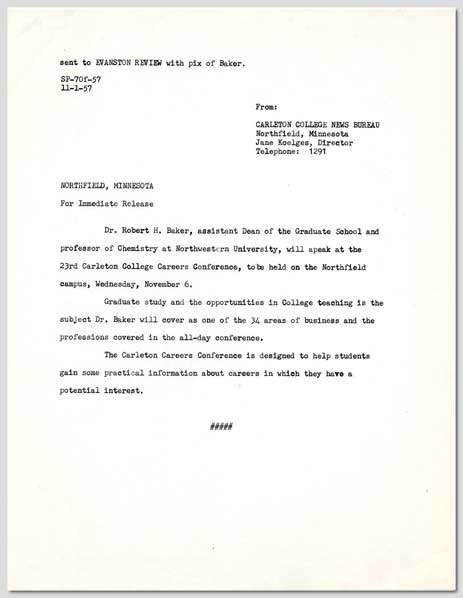 sent to EVANSTON REVIEW with pix of Baker.
SP-70f-57
11-1-57
From:
CARLETON COLLEGE NEWS BUREAU
Northfield, Minnesota
Jane Koelges, Director
Telephone: 1291
NORTHFIELD, MINNESOTA
For Immediate Release
Dr. Robert H. Baker, assistant Dean of the Graduate School and
professor of Chemistry at Northwestern University, will apeak at the
23rd Carleton College Careers Conference, to be held on the Northfield
campus, Wednesday, November 6.
Graduate study and the opportunities in College teaching is the
subject Dr. Baker will cover as one of the 34 areas of business and the
professions covered in the all-day conference.
The Carleton Careers Conference is designed to help students
gain some practical information about careers in which they have a
potential interest.
#####